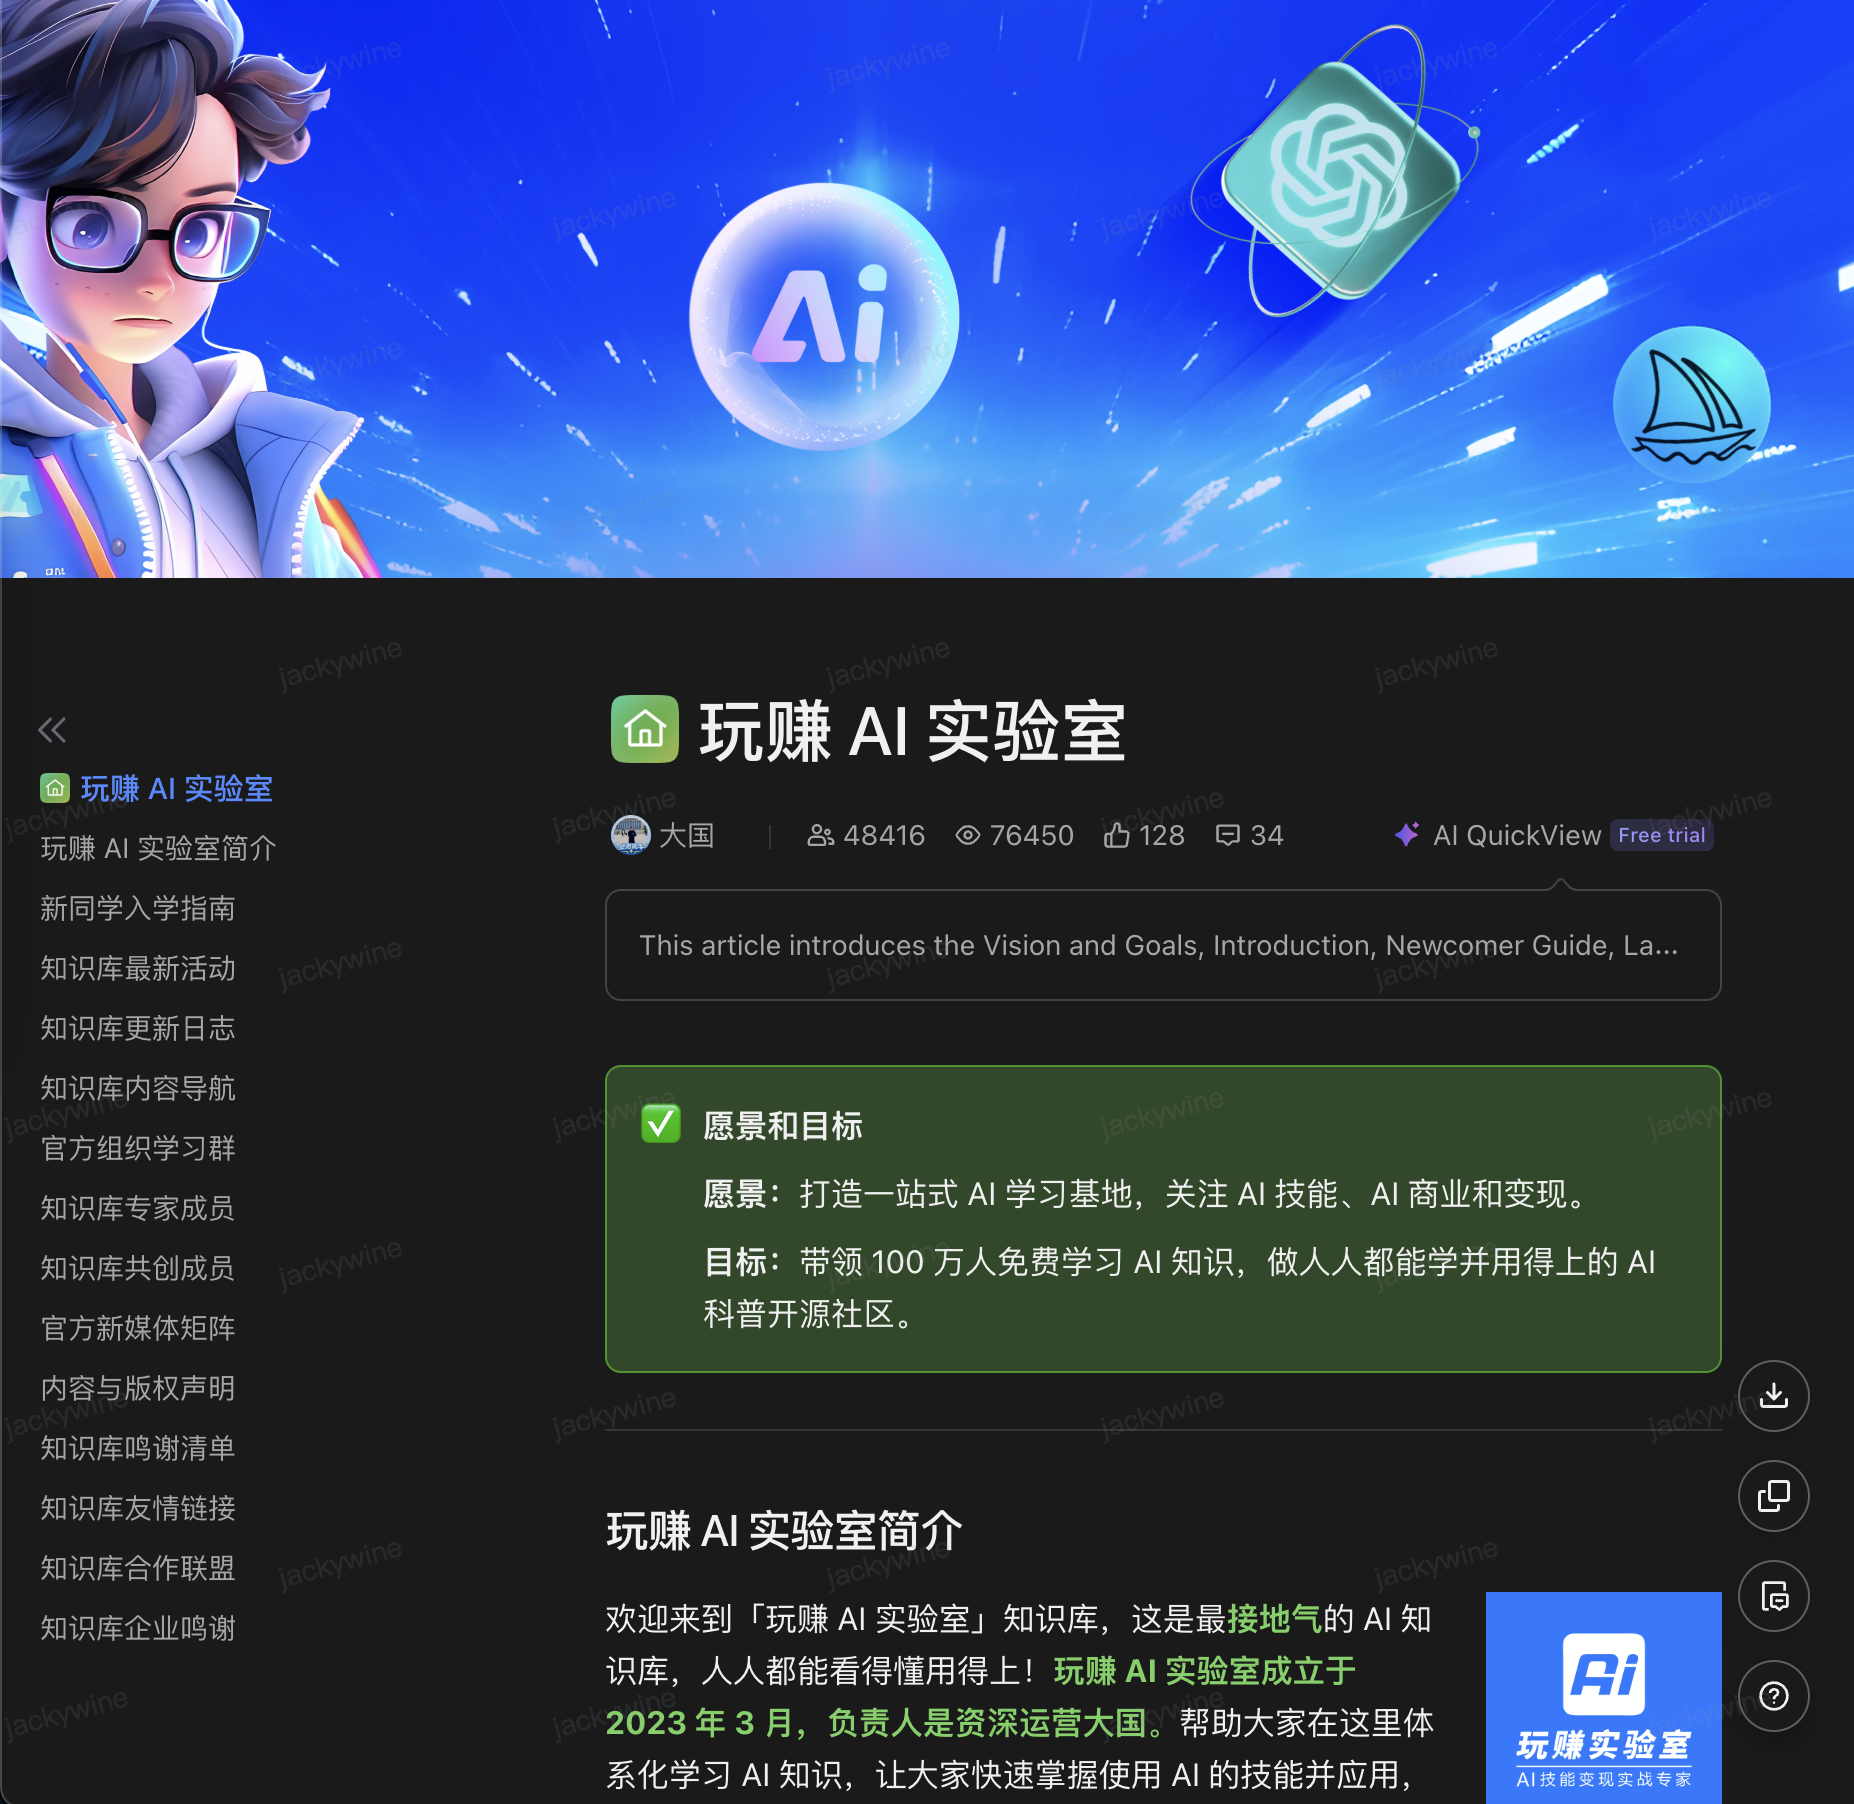 Ai
玩赚 AI 实验室
玩赚 AI 实验室简介
新同学入学指南
知识库最新活动
知识库更新日志
知识库内容导航
官方组织学习群
知识库专家成员
知识库共创成员
官方新媒体矩阵
内容与版权声明
知识库鸣谢清单
知识库友情链接
知识库合作联盟
知识库企业鸣谢
玩赚 AI 实验室
大国 48416 76450 128 34 AI QuickView Free trial
This article introduces the Vision and Goals, Introduction, Newcomer Guide, La...
愿景和目标
愿景：打造一站式 AI 学习基地，关注 AI 技能、AI 商业和变现。
目标：带领 100 万人免费学习 AI 知识，做人人都能学并用得上的 AI
科普开源社区。
玩赚 AI 实验室简介
欢迎来到「玩赚 AI 实验室」知识库，这是最接地气的 AI 知
识库，人人都能看得懂用得上！玩赚 AI 实验室成立于
2023 年 3 月，负责人是资深运营大国。帮助大家在这里体
系化学习 AI 知识，让大家快速掌握使用 AI 的技能并应用，
Ai
玩赚实验室
AI技能变现实战专家
jackywine